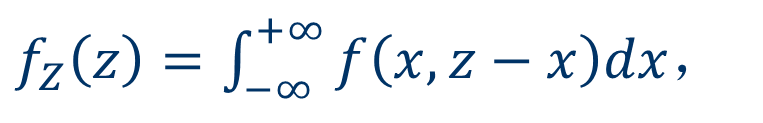 f_Z(z) = ∫_{−∞}^{+∞} f(x, z − x)dx，